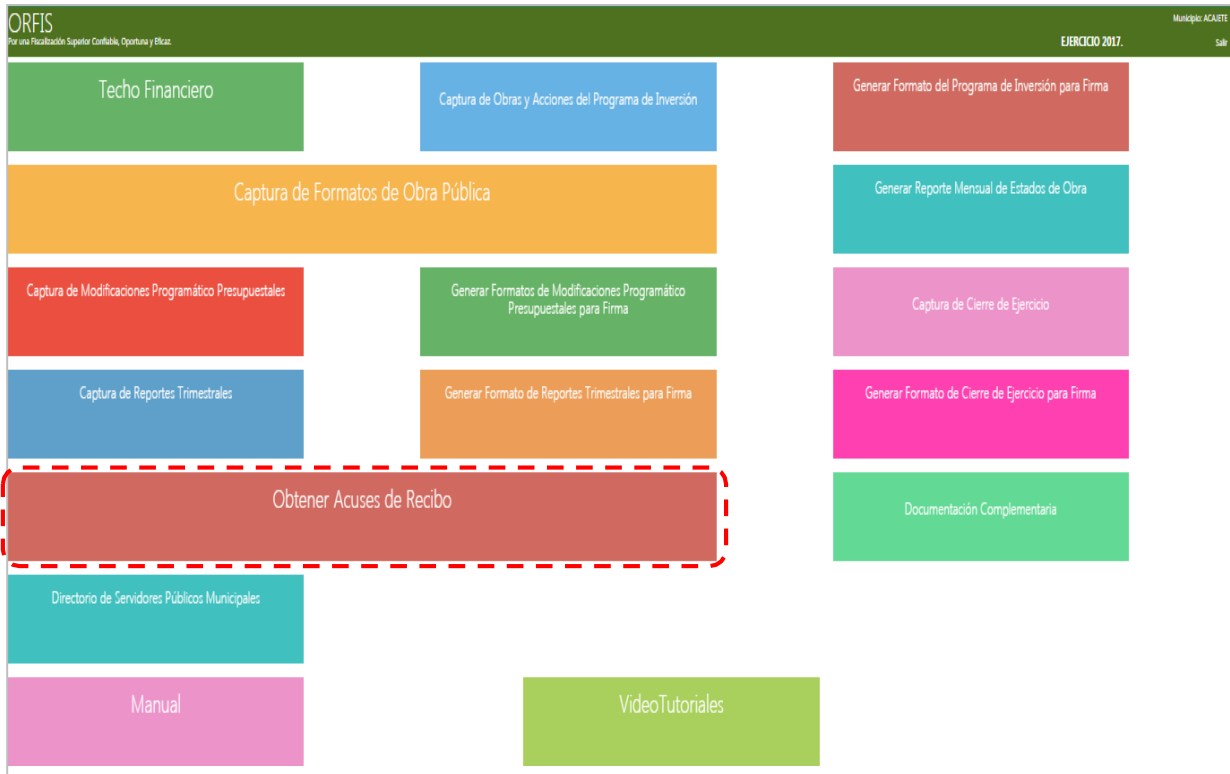 ORFIS
Por una Fiscalización Superior Confiable, Oportuna y Eficaz.
Municipio: ACAJETE
EJERCICIO 2017.
Salir
Techo Financiero
Captura de Obras y Acciones del Programa de Inversión
Generar Formato del Programa de Inversión para Firma
Captura de Formatos de Obra Pública
Generar Reporte Mensual de Estados de Obra
Captura de Modificaciones Programático Presupuestales
Generar Formatos de Modificaciones Programático
Presupuestales para Firma
Captura de Cierre de Ejercicio
Captura de Reportes Trimestrales
Generar Formato de Reportes Trimestrales para Firma
Generar Formato de Cierre de Ejercicio para Firma
Obtener Acuses de Recibo
Documentación Complementaria
Directorio de Servidores Públicos Municipales
Manual
VideoTutoriales